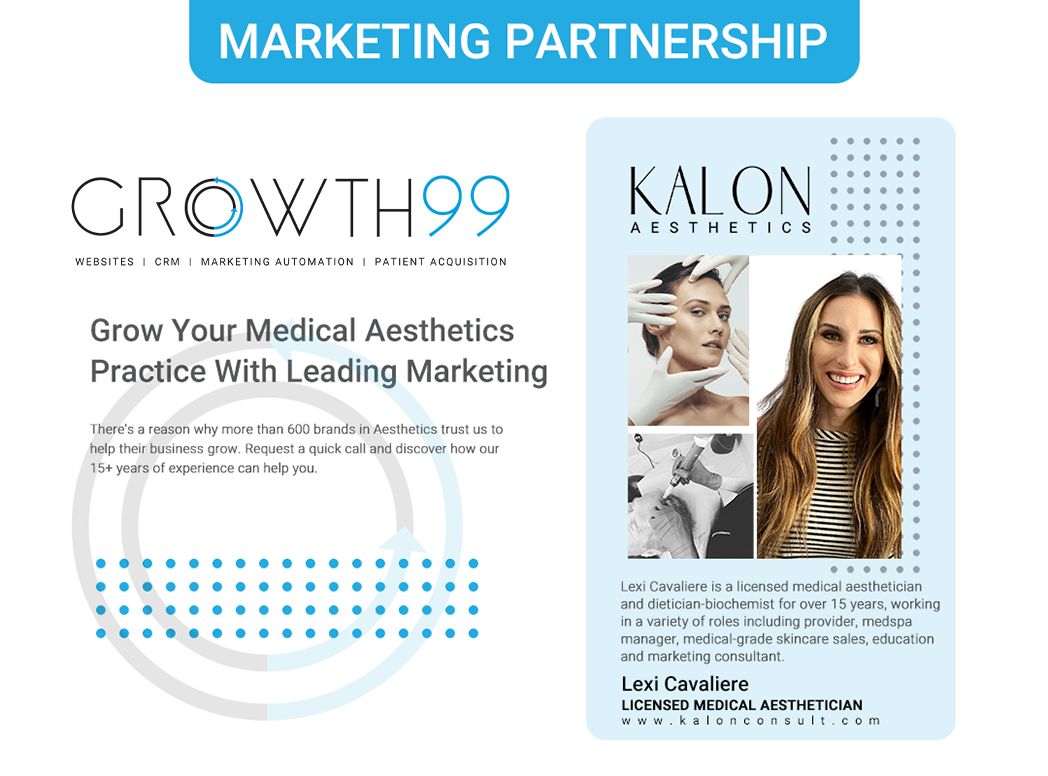 MARKETING PARTNERSHIP
GROWTH99
WEBSITES | CRM | MARKETING AUTOMATION | PATIENT ACQUISITION
Grow Your Medical Aesthetics
Practice With Leading Marketing
There's a reason why more than 600 brands in Aesthetics trust us to
help their business grow. Request a quick call and discover how our
15+ years of experience can help you.
KALON
AESTHETICS
Lexi Cavaliere is a licensed medical aesthetician
and dietician-biochemist for over 15 years, working
in a variety of roles including provider, medspa
manager, medical-grade skincare sales, education
and marketing consultant.
Lexi Cavaliere
LICENSED MEDICAL AESTHETICIAN
www.kalonconsult.com